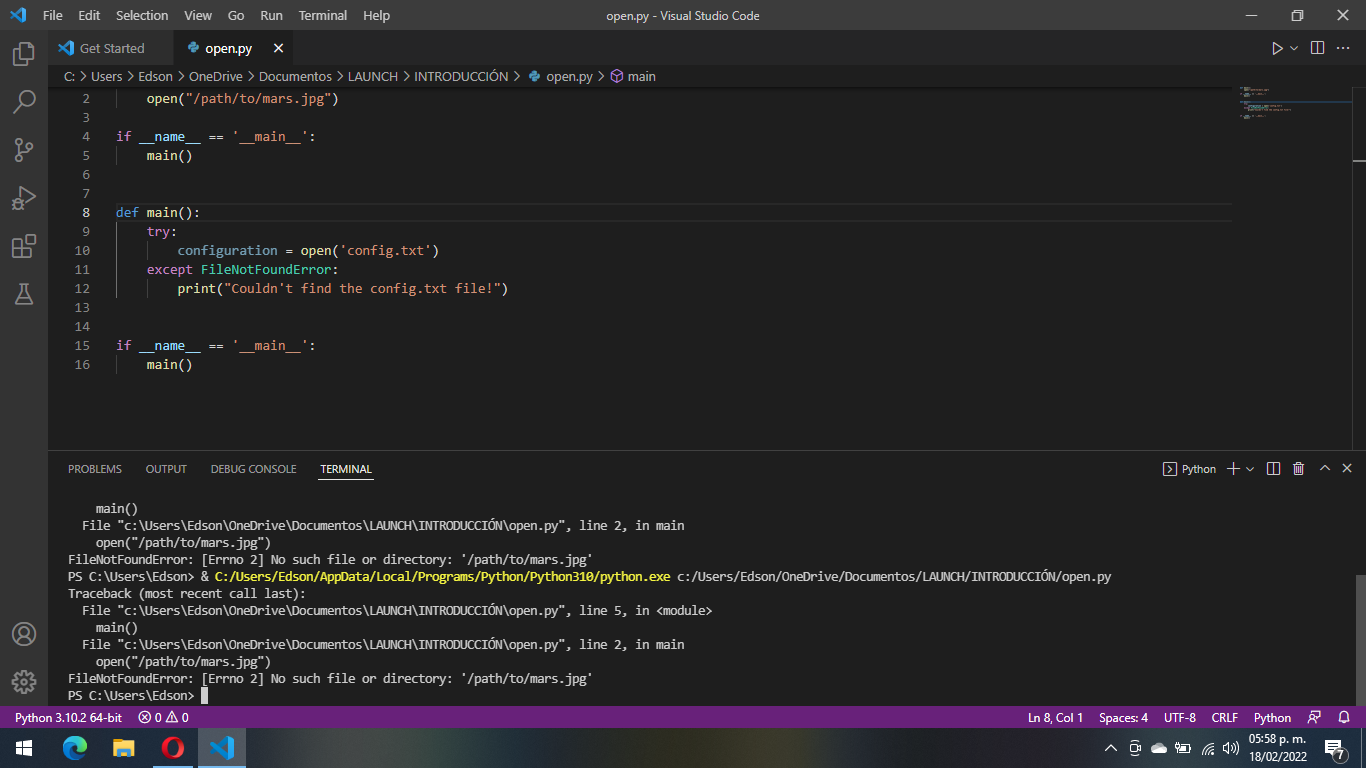 File Edit Selection View Go Run Terminal Help open.py - Visual Studio Code
Get Started open.py
C: > Users > Edson > OneDrive > Documentos > LAUNCH > INTRODUCCIÓN > open.py > main
2 open("/path/to/mars.jpg")
3
4 if __name__ == '__main__':
5 main()
6
7
8 def main():
9 try:
10 configuration = open('config.txt')
11 except FileNotFoundError:
12 print("Couldn't find the config.txt file!")
13
14
15 if __name__ == '__main__':
16 main()
PROBLEMS OUTPUT DEBUG CONSOLE TERMINAL Python
main()
File "c:\Users\Edson\OneDrive\Documentos\LAUNCH\INTRODUCCIÓN\open.py", line 2, in main
open("/path/to/mars.jpg")
FileNotFoundError: [Errno 2] No such file or directory: '/path/to/mars.jpg'
PS C:\Users\Edson> & C:/Users/Edson/AppData/Local/Programs/Python/Python310/python.exe c:/Users/Edson/OneDrive/Documentos/LAUNCH/INTRODUCCIÓN/open.py
Traceback (most recent call last):
File "c:\Users\Edson\OneDrive\Documentos\LAUNCH\INTRODUCCIÓN\open.py", line 5, in <module>
main()
File "c:\Users\Edson\OneDrive\Documentos\LAUNCH\INTRODUCCIÓN\open.py", line 2, in main
open("/path/to/mars.jpg")
FileNotFoundError: [Errno 2] No such file or directory: '/path/to/mars.jpg'
PS C:\Users\Edson>
Python 3.10.2 64-bit 0 0 Ln 8, Col 1 Spaces: 4 UTF-8 CRLF Python
05:58 p. m.
18/02/2022
7